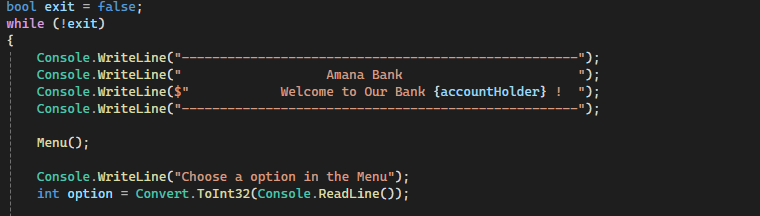 bool exit = false;
while (!exit)
{
    Console.WriteLine("----------------------------------------------------");
    Console.WriteLine("                   Amana Bank                       ");
    Console.WriteLine($"            Welcome to Our Bank {accountHolder} !  ");
    Console.WriteLine("----------------------------------------------------");
    Menu();
    Console.WriteLine("Choose a option in the Menu");
    int option = Convert.ToInt32(Console.ReadLine());